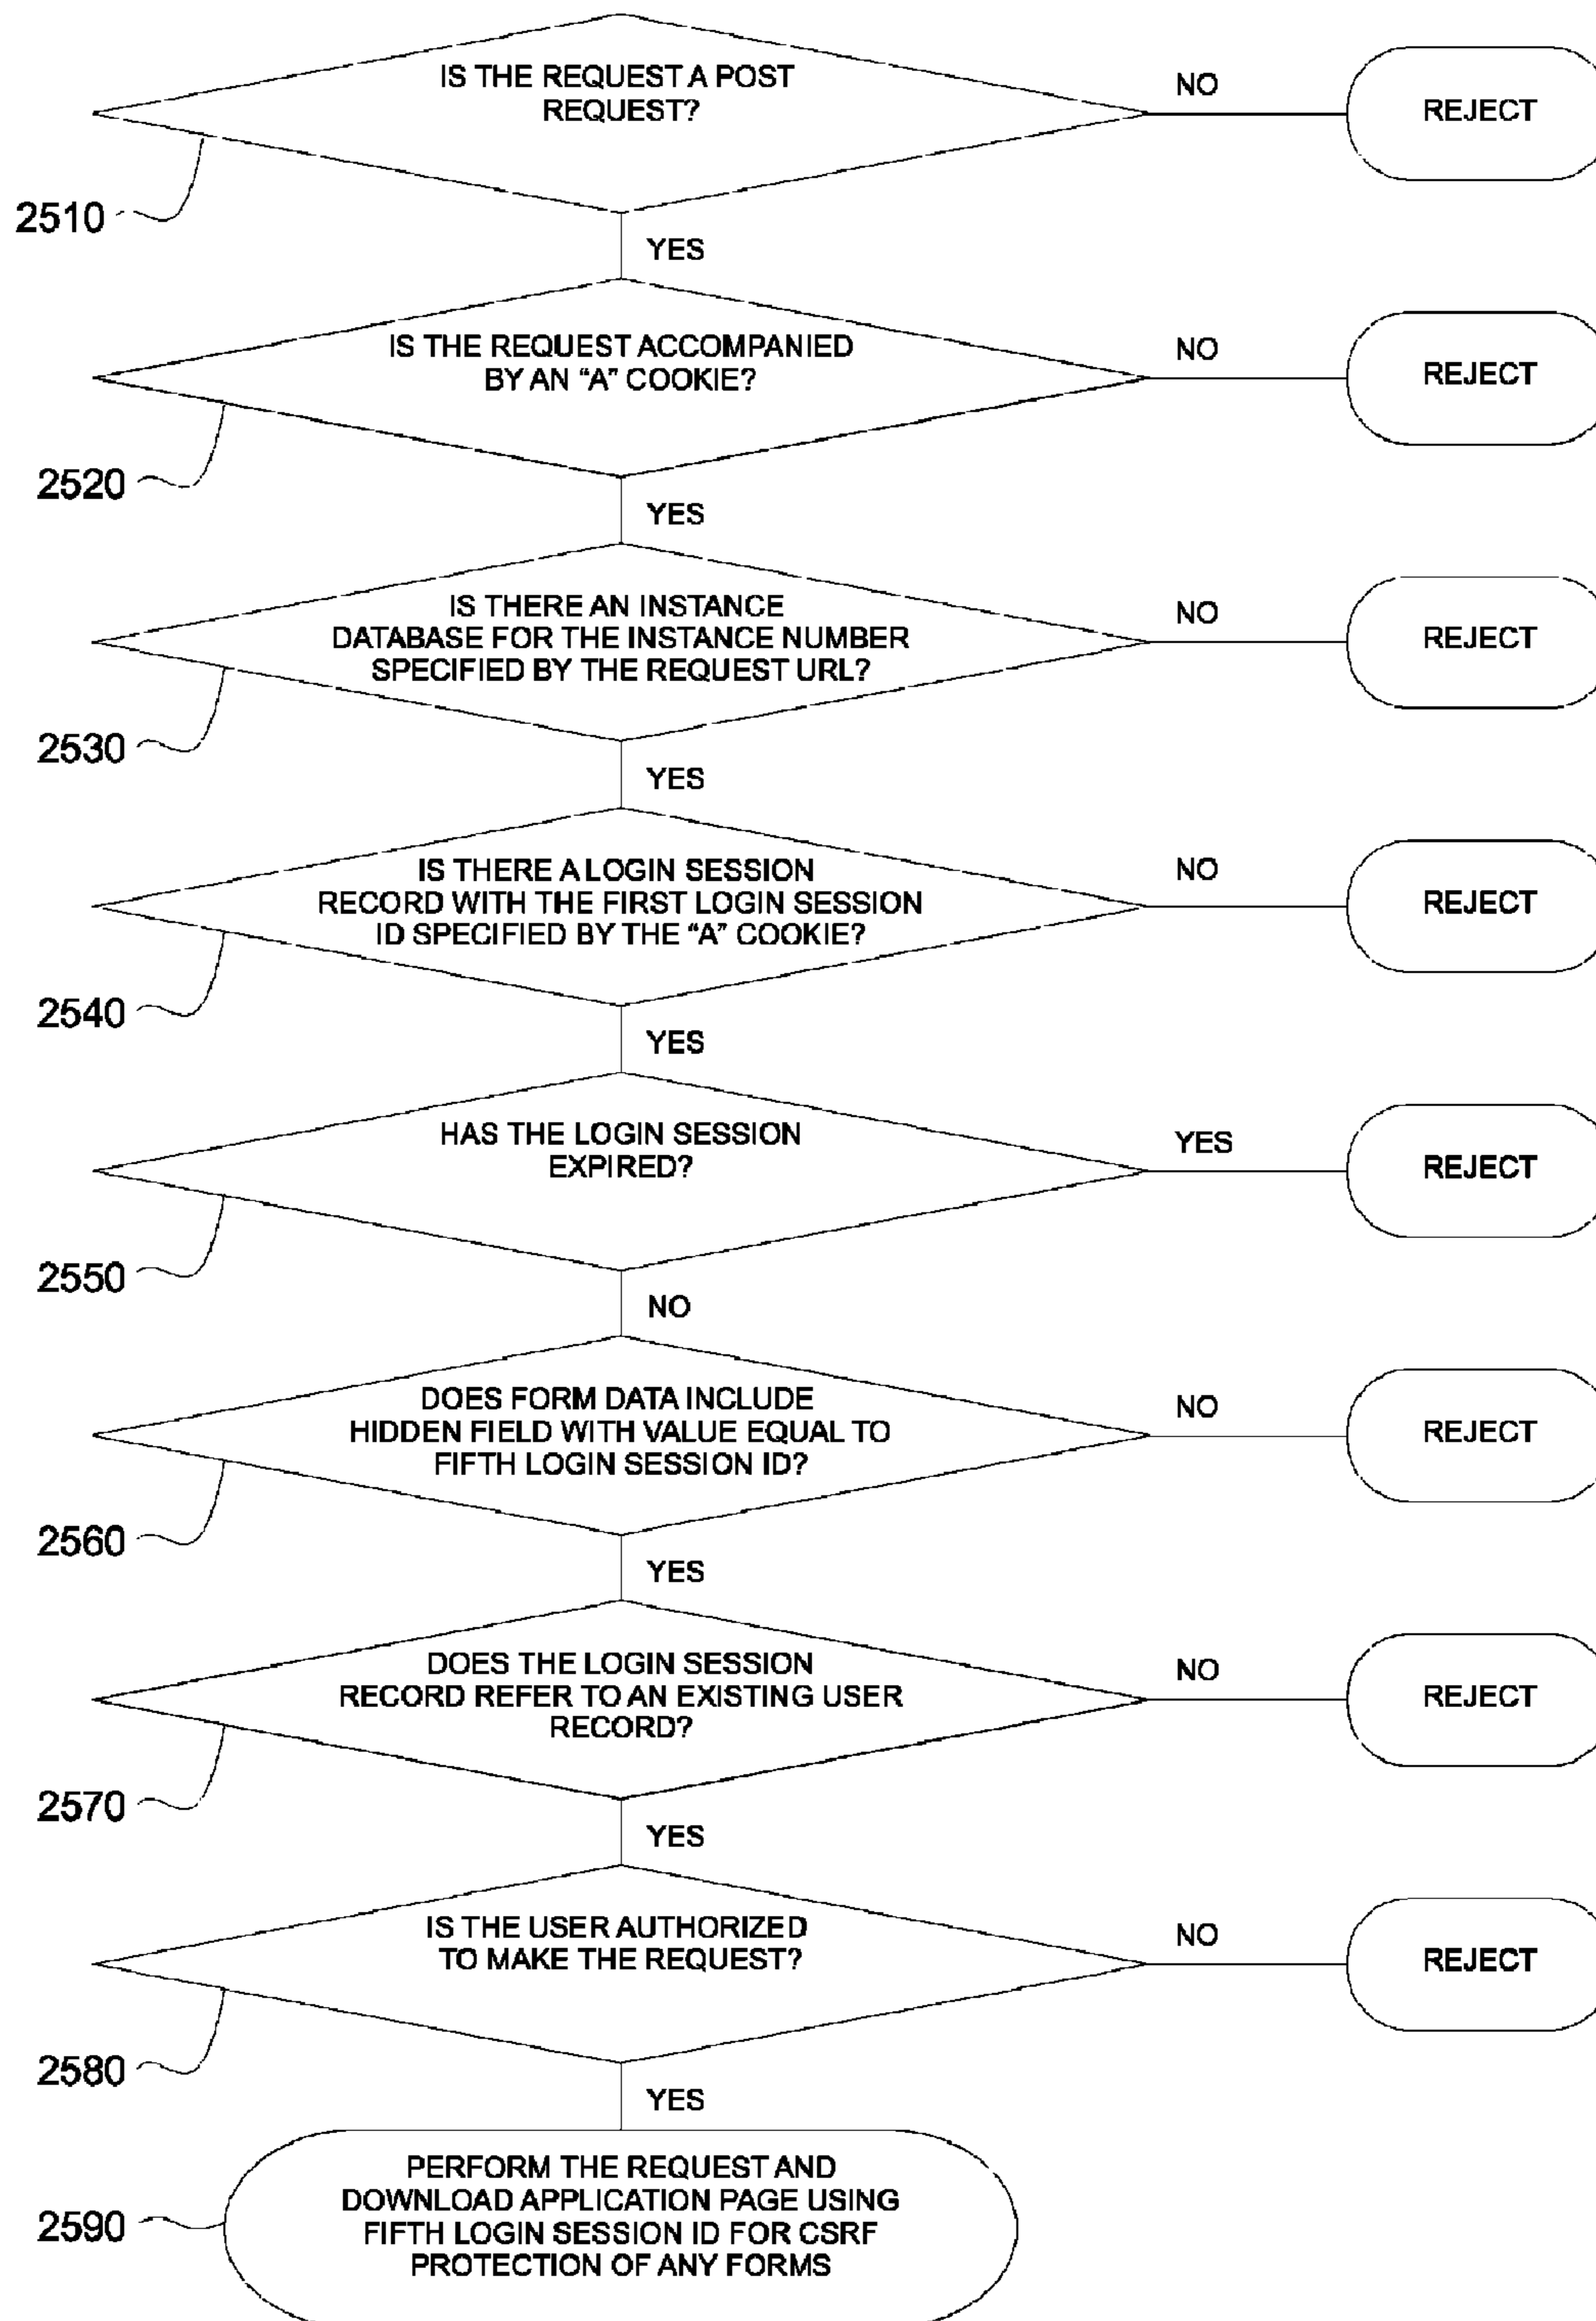 IS THE REQUEST A POST
REQUEST?
NO
REJECT
2510
YES
IS THE REQUEST ACCOMPANIED
BY AN “A” COOKIE?
NO
REJECT
2520
YES
IS THERE AN INSTANCE
DATABASE FOR THE INSTANCE NUMBER
SPECIFIED BY THE REQUEST URL?
NO
REJECT
2530
YES
IS THERE A LOGIN SESSION
RECORD WITH THE FIRST LOGIN SESSION
ID SPECIFIED BY THE “A” COOKIE?
NO
REJECT
2540
YES
HAS THE LOGIN SESSION
EXPIRED?
YES
REJECT
2550
NO
DOES FORM DATA INCLUDE
HIDDEN FIELD WITH VALUE EQUAL TO
FIFTH LOGIN SESSION ID?
NO
REJECT
2560
YES
DOES THE LOGIN SESSION
RECORD REFER TO AN EXISTING USER
RECORD?
NO
REJECT
2570
YES
IS THE USER AUTHORIZED
TO MAKE THE REQUEST?
NO
REJECT
2580
YES
PERFORM THE REQUEST AND
DOWNLOAD APPLICATION PAGE USING
FIFTH LOGIN SESSION ID FOR CSRF
PROTECTION OF ANY FORMS
2590